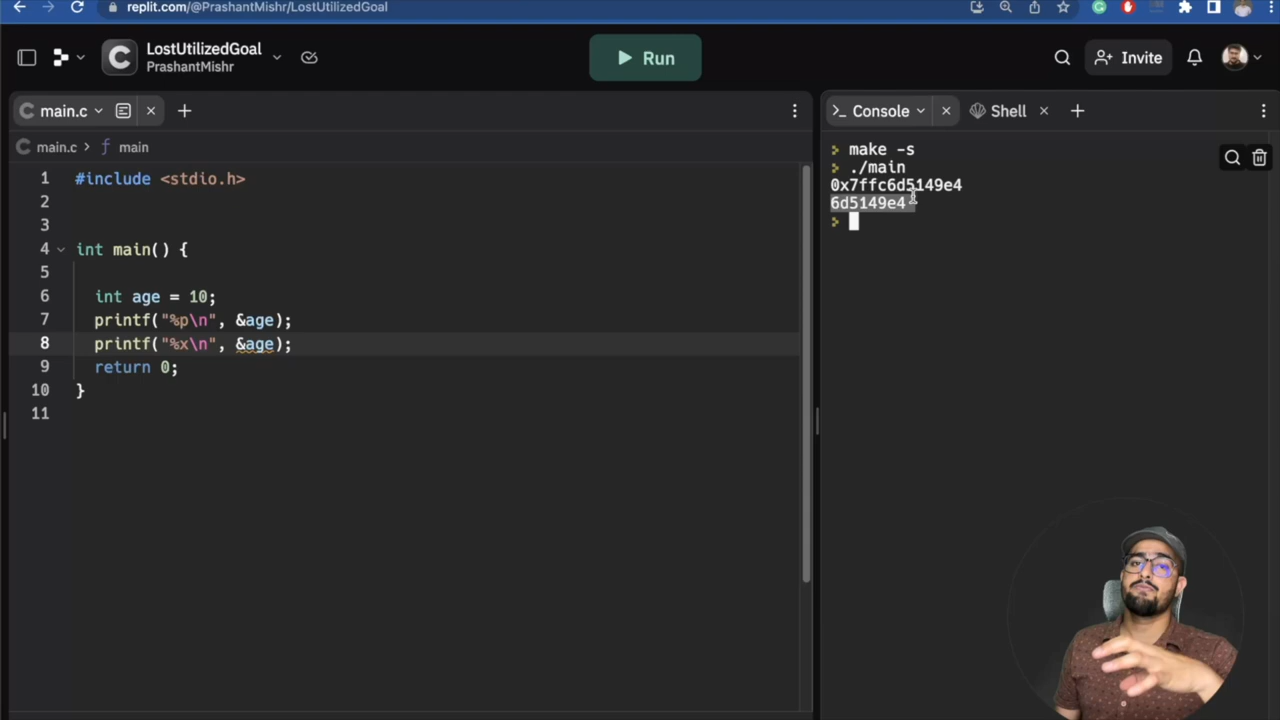 replit.com/@PrashantMishr/LostUtilizedGoal
LostUtilizedGoal
PrashantMishr
Run
Invite
main.c
main.c > ƒ main
1 #include <stdio.h>
2
3
4 int main() {
5
6 int age = 10;
7 printf("%p\n", &age);
8 printf("%x\n", &age);
9 return 0;
10 }
11
>_ Console
Shell
> make -s
> ./main
0x7ffc6d5149e4
6d5149e4
>